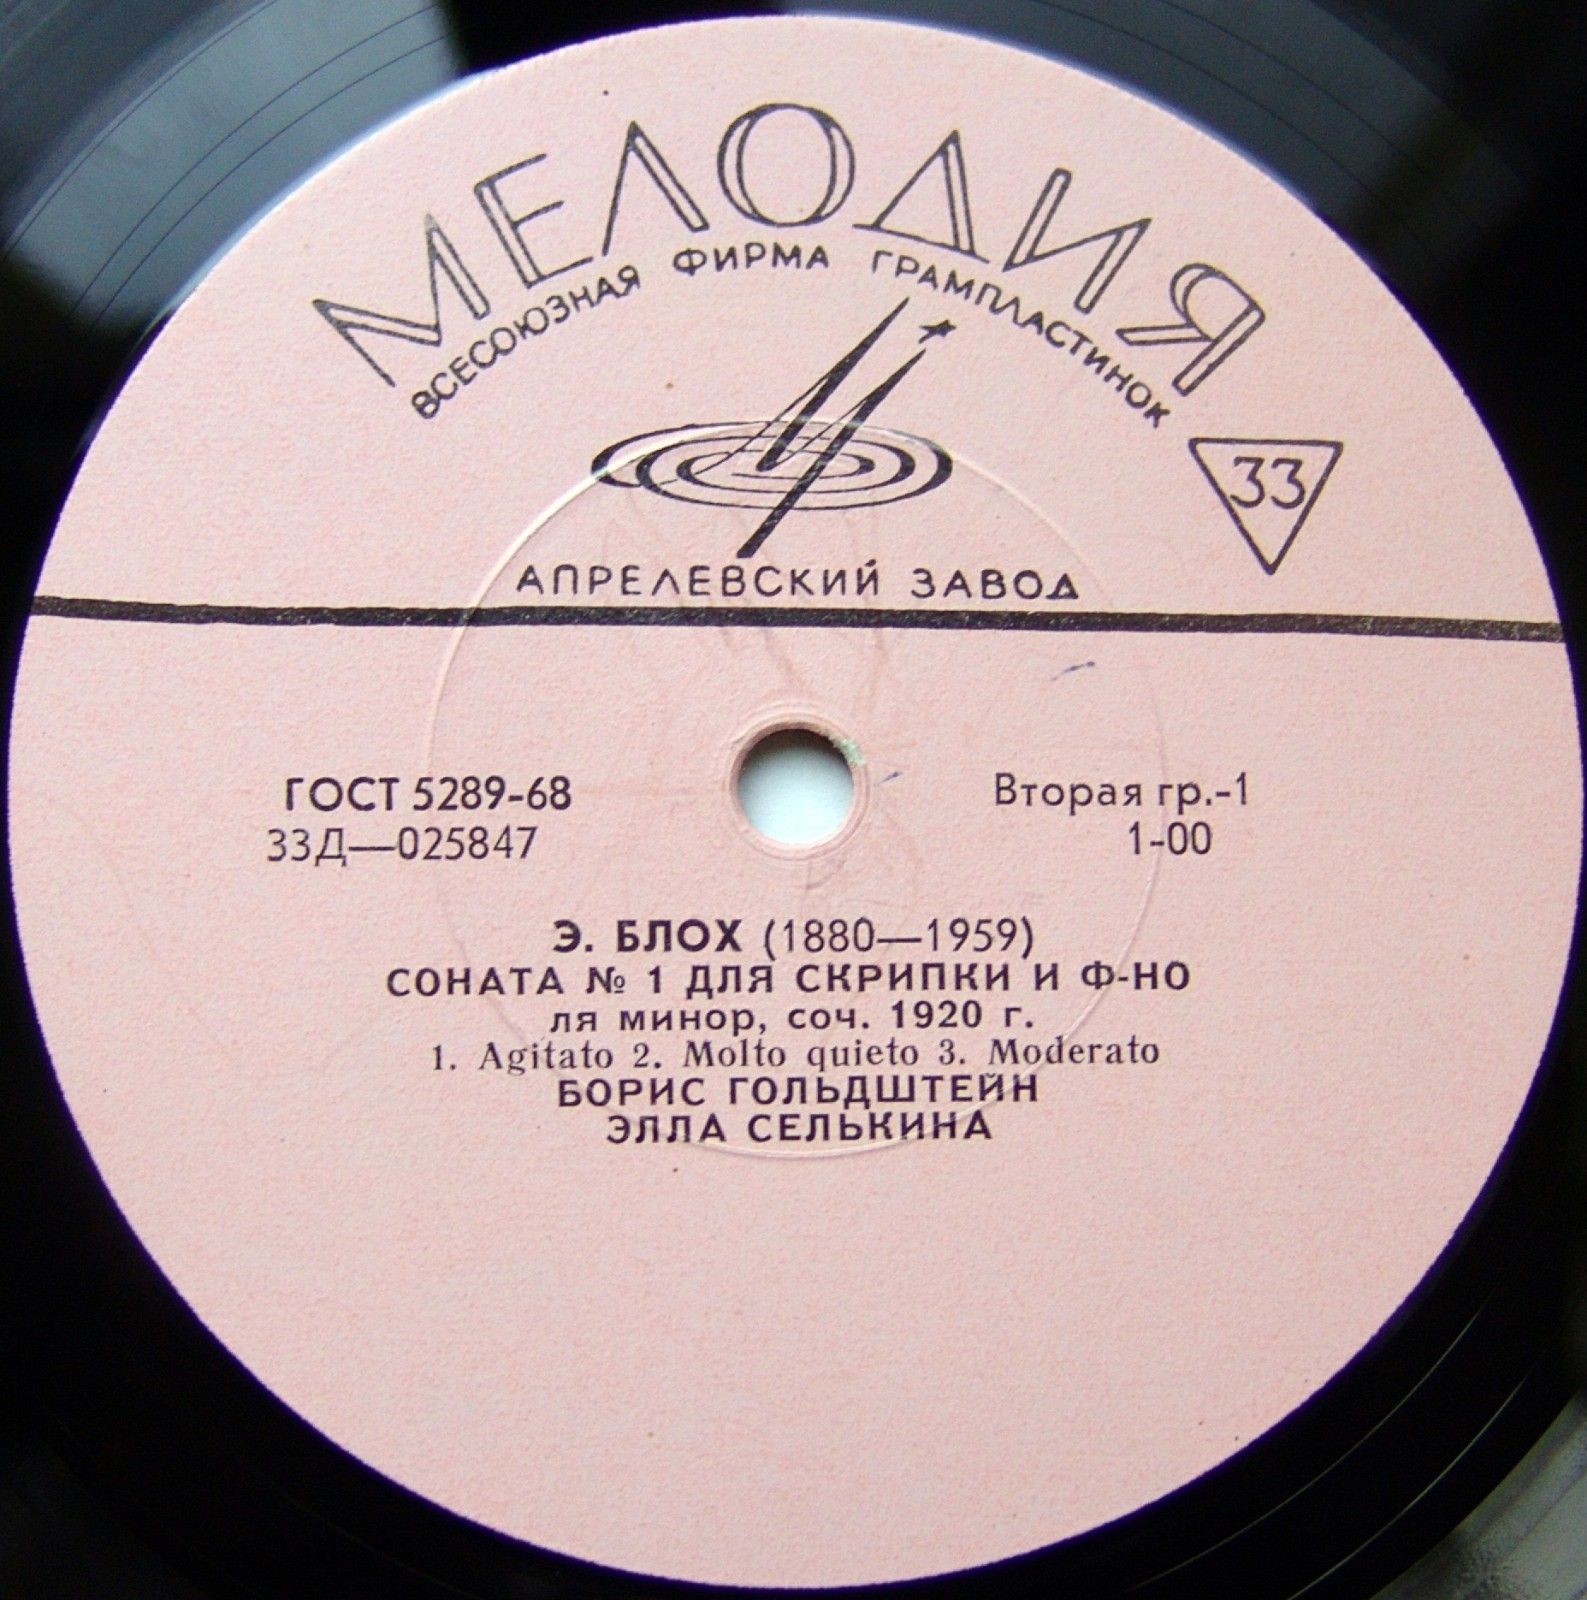 МЕЛОДИЯ
ВСЕСОЮЗНАЯ ФИРМА ГРАМПЛАСТИНОК
33
АПРЕЛЕВСКИЙ ЗАВОД
ГОСТ 5289-68
33Д—025847
Вторая гр.-1
1-00
Э. БЛОХ (1880—1959)
СОНАТА № 1 ДЛЯ СКРИПКИ И Ф-НО
ля минор, соч. 1920 г.
1. Agitato 2. Molto quieto 3. Moderato
БОРИС ГОЛЬДШТЕЙН
ЭЛЛА СЕЛЬКИНА